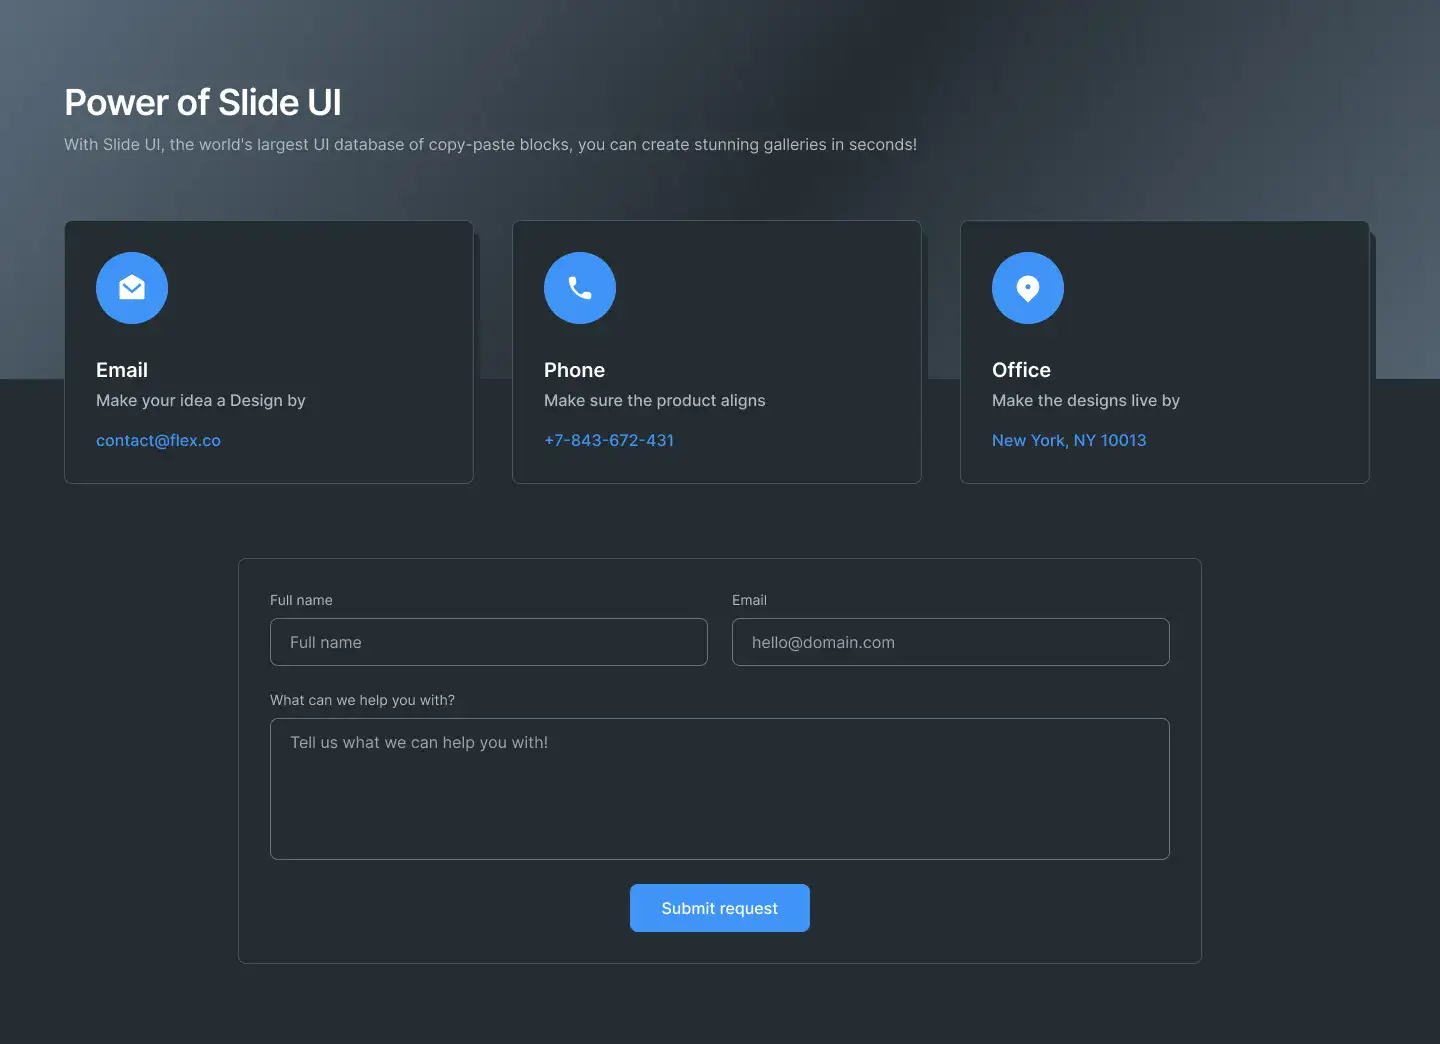 Power of Slide UI
With Slide UI, the world's largest UI database of copy-paste blocks, you can create stunning galleries in seconds!
Email
Make your idea a Design by
contact@flex.co
Phone
Make sure the product aligns
+7-843-672-431
Office
Make the designs live by
New York, NY 10013
Full name
Full name
Email
hello@domain.com
What can we help you with?
Tell us what we can help you with!
Submit request